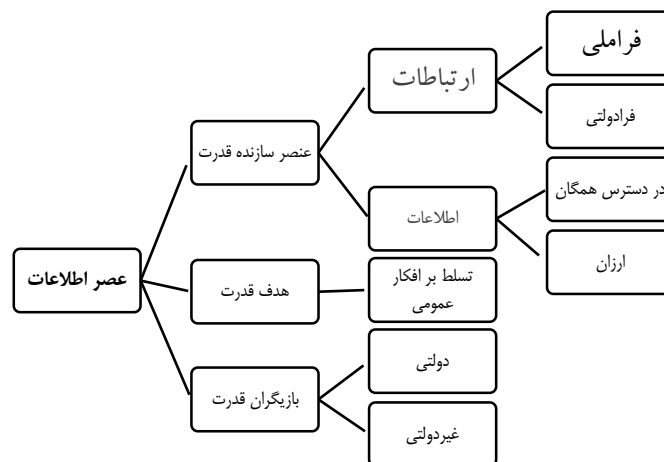 فراملی
ارتباطات
فرادولتی
عنصر سازنده قدرت
در دسترس همگان
اطلاعات
ارزان
عصر اطلاعات
هدف قدرت
تسلط بر افکار
عمومی
دولتی
بازیگران قدرت
غیردولتی